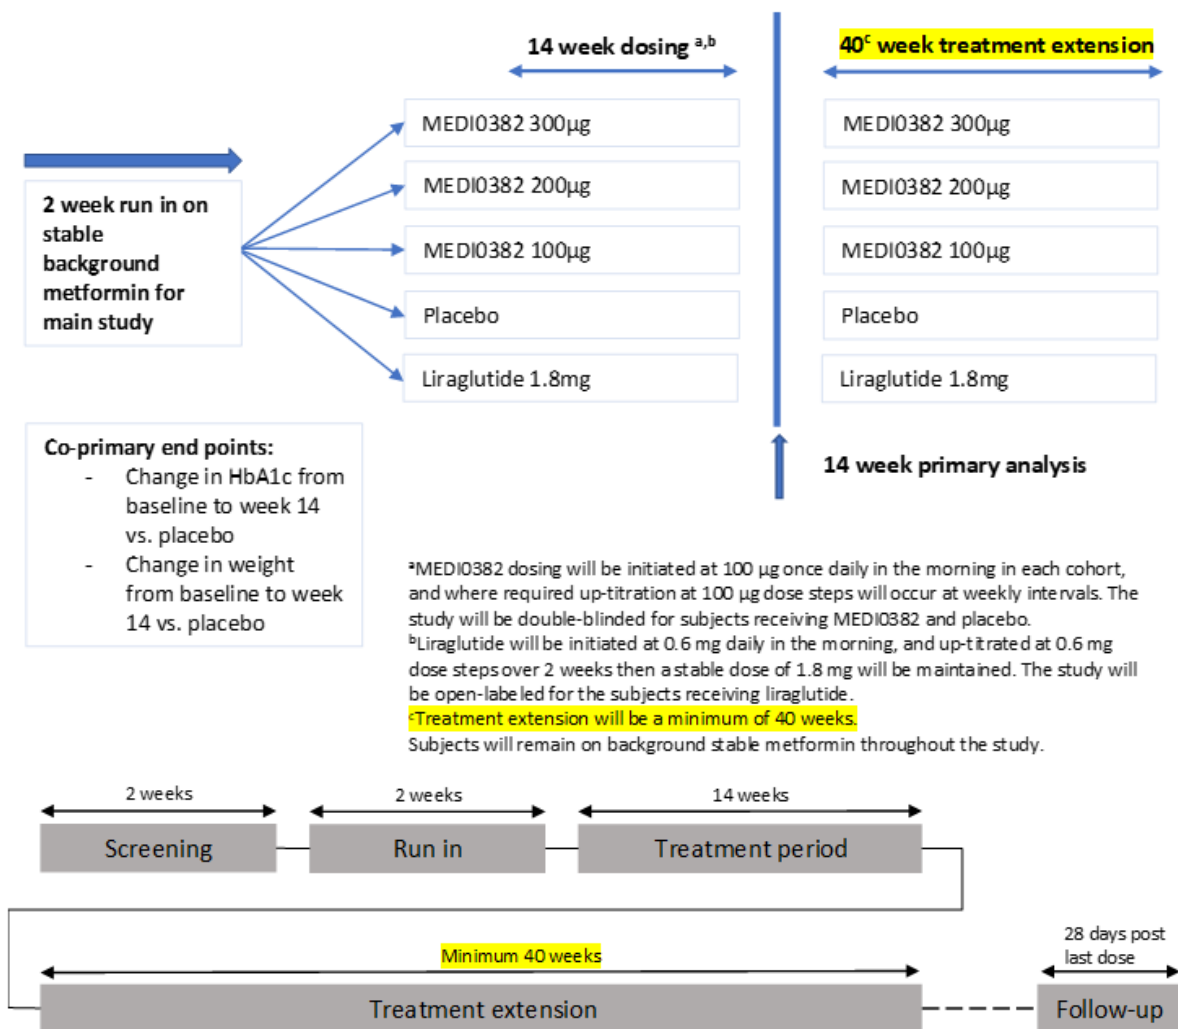 14 week dosing a,b
40c week treatment extension
MEDI0382 300µg
MEDI0382 200µg
MEDI0382 100µg
Placebo
Liraglutide 1.8mg
MEDI0382 300µg
MEDI0382 200µg
MEDI0382 100µg
Placebo
Liraglutide 1.8mg
2 week run in on
stable
background
metformin for
main study
14 week primary analysis
Co-primary end points:
- Change in HbA1c from
baseline to week 14
vs. placebo
- Change in weight
from baseline to week
14 vs. placebo
aMEDI0382 dosing will be initiated at 100 µg once daily in the morning in each cohort,
and where required up-titration at 100 µg dose steps will occur at weekly intervals. The
study will be double-blinded for subjects receiving MEDI0382 and placebo.
bLiraglutide will be initiated at 0.6 mg daily in the morning, and up-titrated at 0.6 mg
dose steps over 2 weeks then a stable dose of 1.8 mg will be maintained. The study will
be open-labeled for the subjects receiving liraglutide.
cTreatment extension will be a minimum of 40 weeks.
Subjects will remain on background stable metformin throughout the study.
2 weeks
2 weeks
14 weeks
Screening
Run in
Treatment period
Minimum 40 weeks
28 days post
last dose
Treatment extension
Follow-up